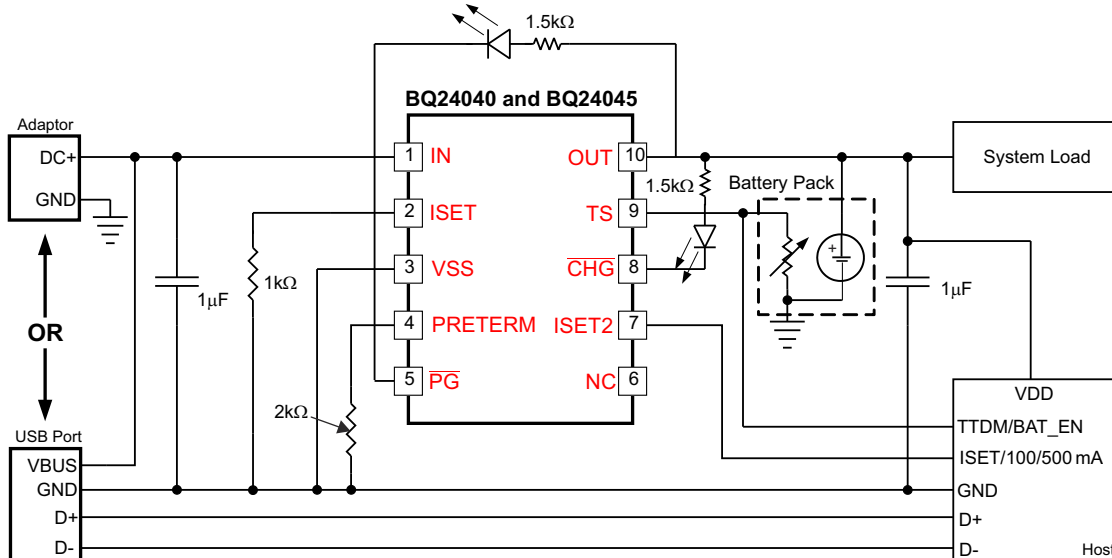 1.5kΩ
BQ24040 and BQ24045
Adaptor
DC+
GND
1
IN
OUT
10
System Load
1.5kΩ
Battery Pack
2
ISET
TS
9
3
VSS
CHG
8
+
1μF
1kΩ
1μF
OR
4
PRETERM
ISET2
7
5
PG
NC
6
2kΩ
VDD
TTDM/BAT_EN
ISET/100/500 mA
GND
D+
D-
Host
USB Port
VBUS
GND
D+
D-